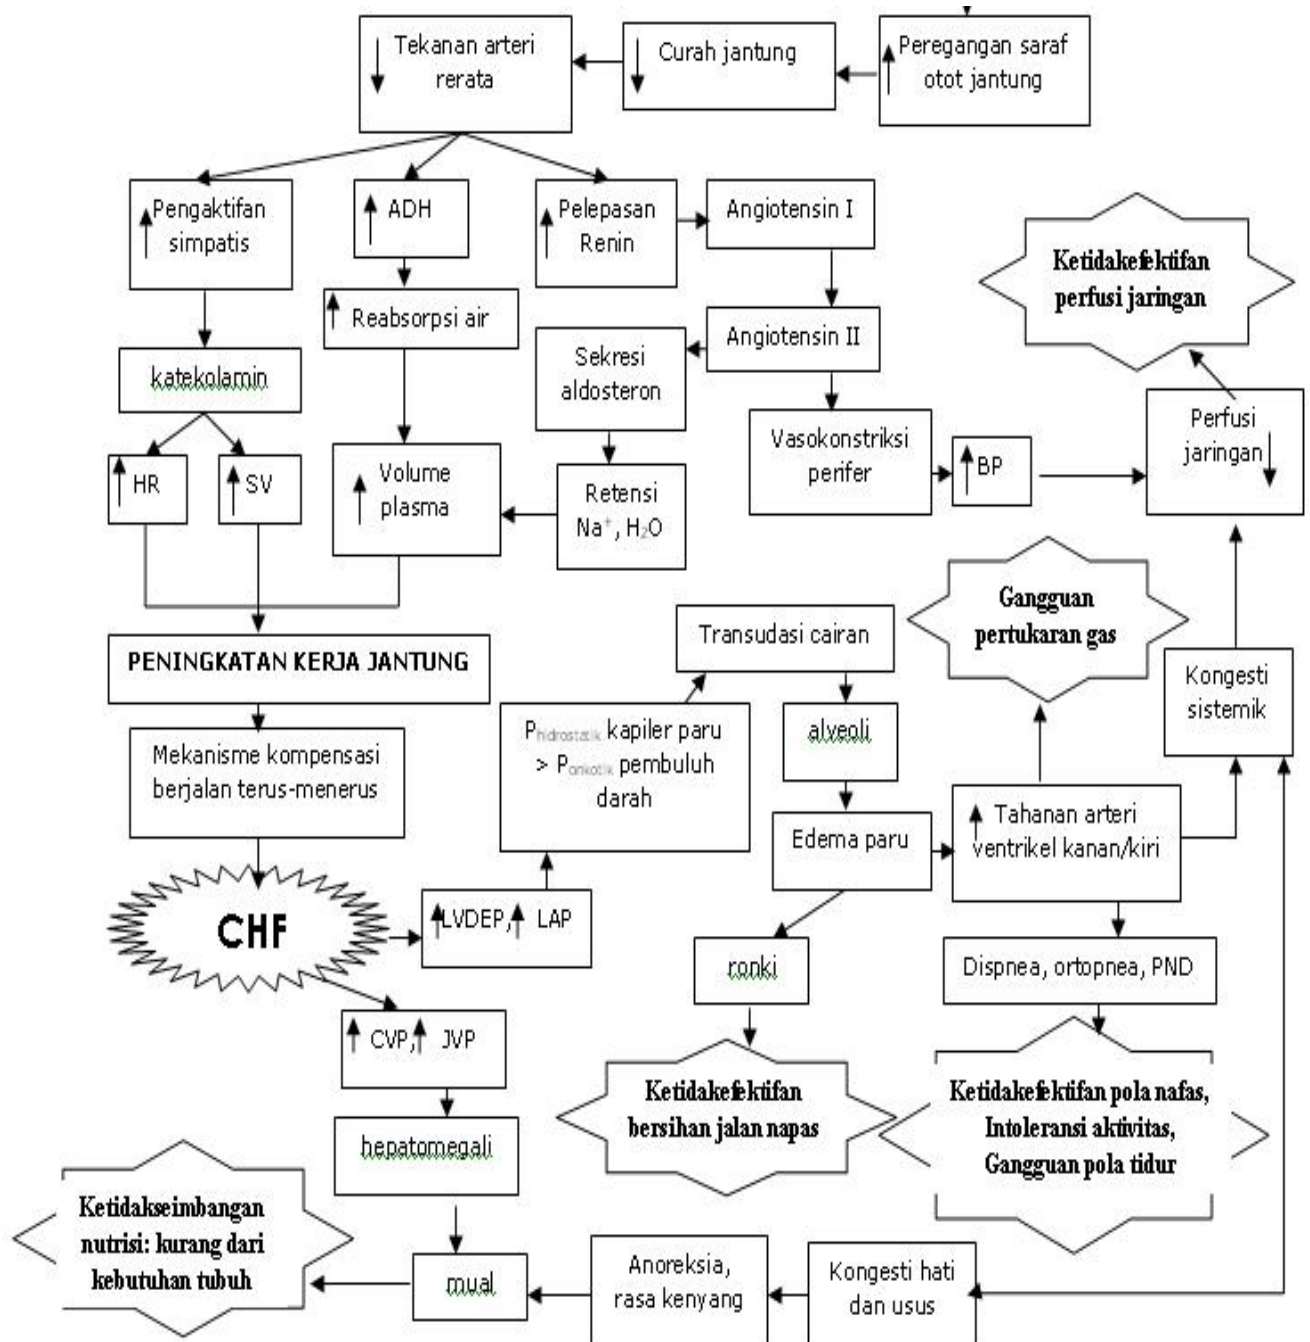 Tekanan arteri
rerata
Curah jantung
Peregangan saraf
otot jantung
Pengaktifan
simpatis
ADH
Pelepasan
Renin
Angiotensin I
Ketidakefektifan
perfusi jaringan
Reabsorpsi air
Angiotensin II
Sekresi
aldosteron
katekolamin
Perfusi
jaringan
Vasokonstriksi
perifer
BP
HR
SV
Volume
plasma
Retensi
Na⁺, H₂O
Gangguan
pertukaran gas
Transudasi cairan
PENINGKATAN KERJA JANTUNG
Kongesti
sistemik
Mekanisme kompensasi
berjalan terus-menerus
P hidrostatik kapiler paru
> P onkotik pembuluh
darah
alveoli
Edema paru
Tahanan arteri
ventrikel kanan/kiri
CHF
LVDEP, LAP
ronki
Dispnea, ortopnea, PND
CVP, JVP
Ketidakefektifan
bersihan jalan napas
Ketidakefektifan pola nafas,
Intoleransi aktivitas,
Gangguan pola tidur
hepatomegali
Ketidakseimbangan
nutrisi: kurang dari
kebutuhan tubuh
mual
Anoreksia,
rasa kenyang
Kongesti hati
dan usus